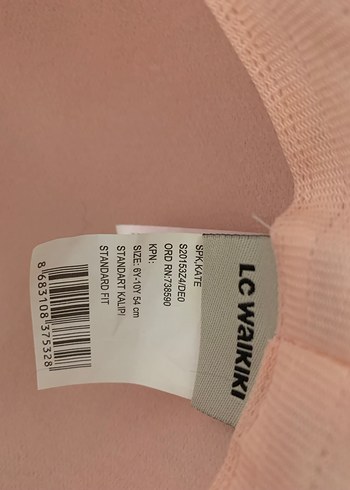 LC WAIKIKI
SPK.KATE
S20153Z4/DE0
ORD RN:738590
KPN:
SIZE: 6Y-10Y 54 cm
STANDART KALIPI
STANDARD FIT
8 683108 375328